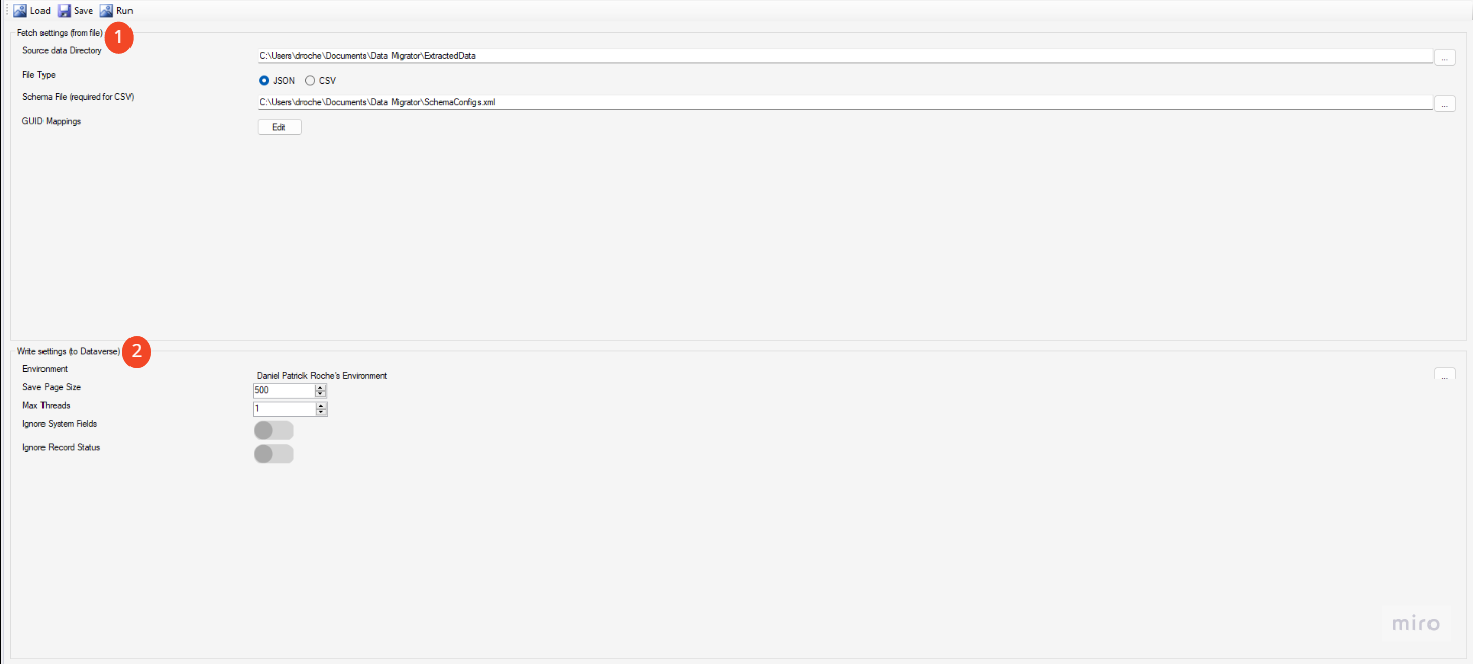 Load Save Run
Fetch settings (from file) 1
Source data Directory C:\Users\droche\Documents\Data Migrator\ExtractedData ...
File Type JSON CSV
Schema File (required for CSV) C:\Users\droche\Documents\Data Migrator\SchemaConfigs.xml ...
GUID Mappings Edit
Write settings (to Dataverse) 2
Environment Daniel Patrick Roche's Environment ...
Save Page Size 500
Max Threads 1
Ignore System Fields
Ignore Record Status
miro